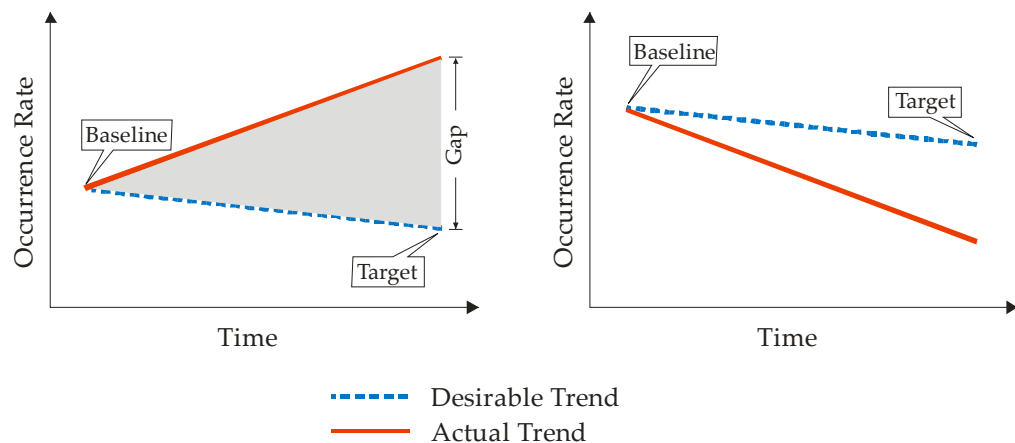 Occurrence Rate
Baseline
Gap
Target
Time
Occurrence Rate
Baseline
Target
Time
Desirable Trend
Actual Trend